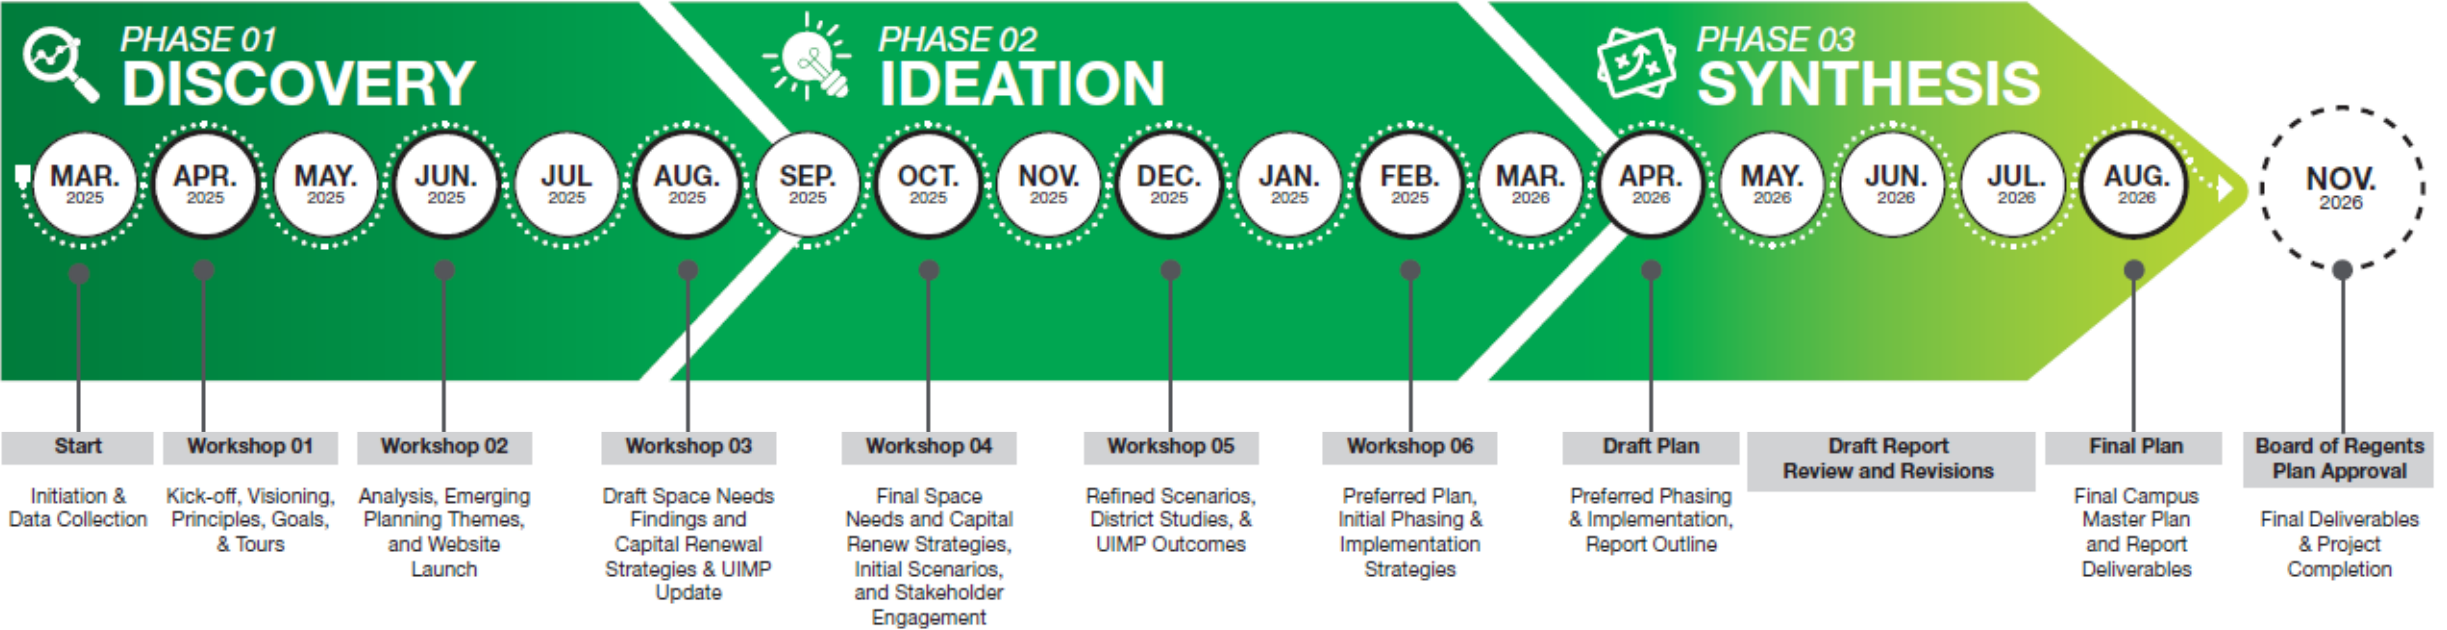 PHASE 01
DISCOVERY
PHASE 02
IDEATION
PHASE 03
SYNTHESIS
MAR.
2025
APR.
2025
MAY.
2025
JUN.
2025
JUL
2025
AUG.
2025
SEP.
2025
OCT.
2025
NOV.
2025
DEC.
2025
JAN.
2025
FEB.
2025
MAR.
2026
APR.
2026
MAY.
2026
JUN.
2026
JUL.
2026
AUG.
2026
NOV.
2026
Start
Initiation &
Data Collection
Workshop 01
Kick-off, Visioning,
Principles, Goals,
& Tours
Workshop 02
Analysis, Emerging
Planning Themes,
and Website
Launch
Workshop 03
Draft Space Needs
Findings and
Capital Renewal
Strategies & UIMP
Update
Workshop 04
Final Space
Needs and Capital
Renew Strategies,
Initial Scenarios,
and Stakeholder
Engagement
Workshop 05
Refined Scenarios,
District Studies, &
UIMP Outcomes
Workshop 06
Preferred Plan,
Initial Phasing &
Implementation
Strategies
Draft Plan
Preferred Phasing
& Implementation,
Report Outline
Draft Report
Review and Revisions
Final Plan
Final Campus
Master Plan
and Report
Deliverables
Board of Regents
Plan Approval
Final Deliverables
& Project
Completion